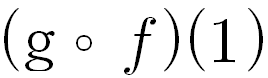 (g ∘ f)(1)